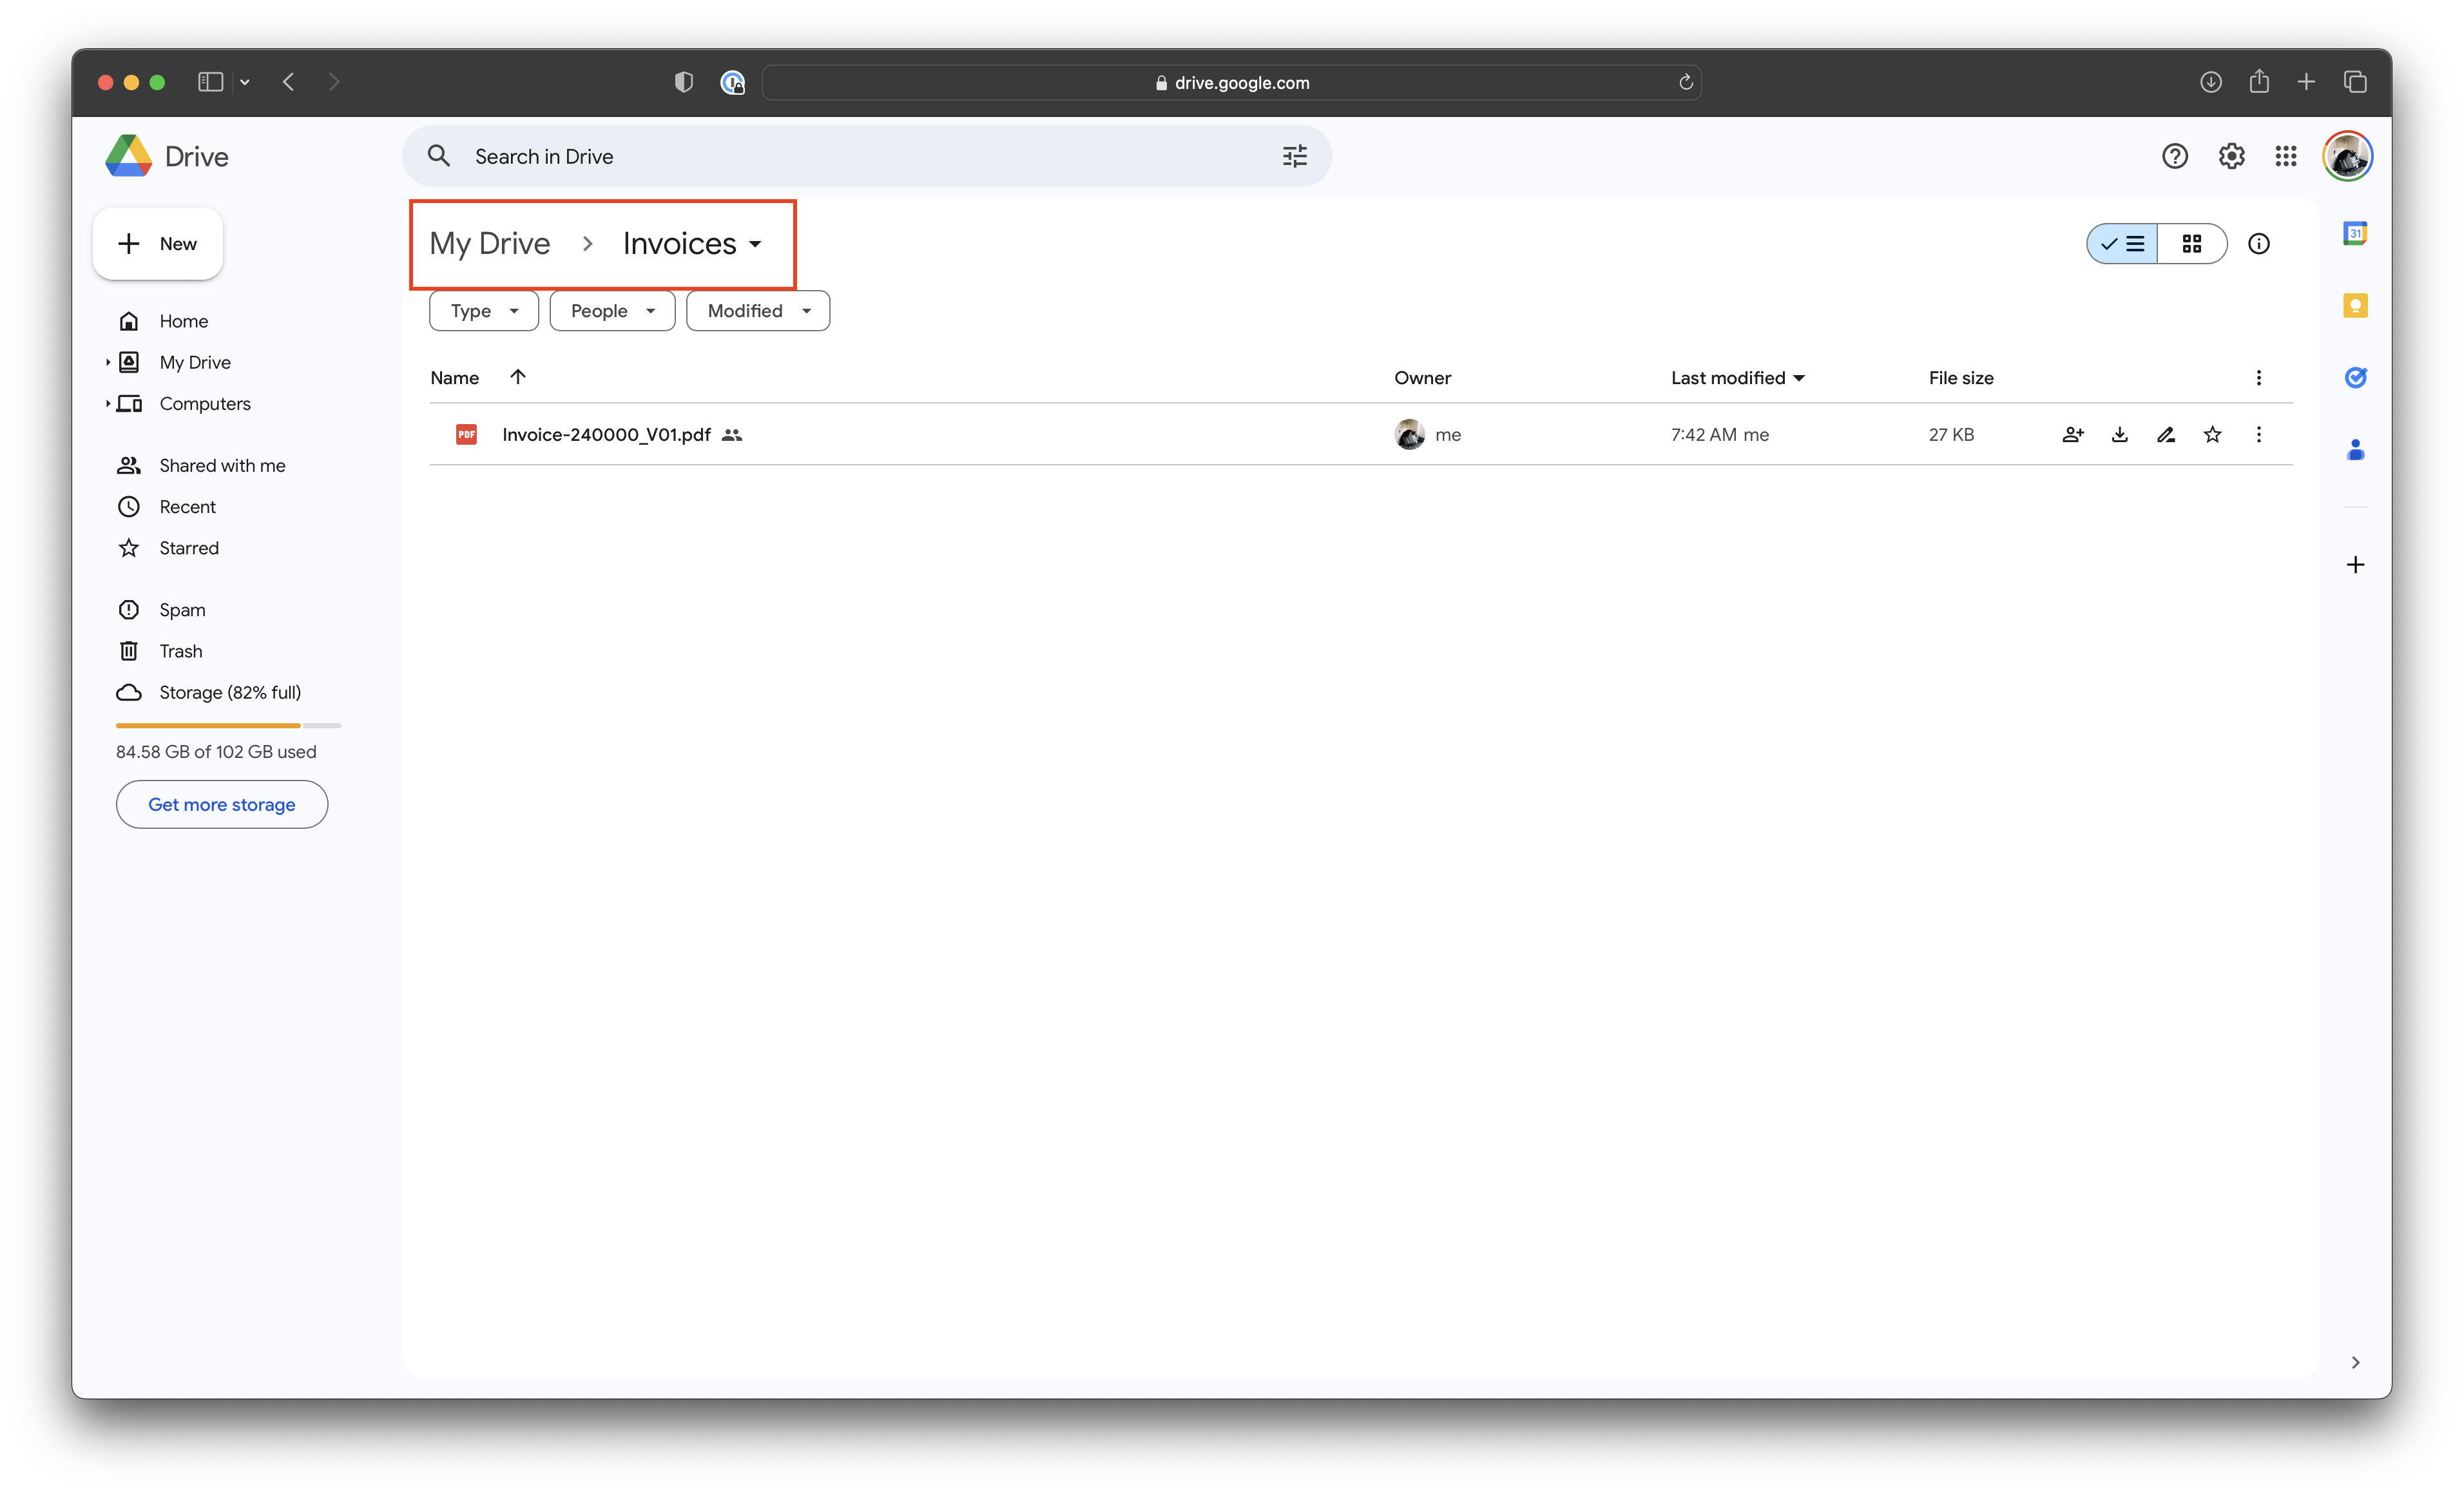 drive.google.com
Drive
Search in Drive
New
My Drive
Invoices
31
Type
People
Modified
Home
My Drive
Computers
Name
Owner
Last modified
File size
PDF
Invoice-240000_V01.pdf
me
7:42 AM me
27 KB
Shared with me
Recent
Starred
Spam
Trash
Storage (82% full)
84.58 GB of 102 GB used
Get more storage